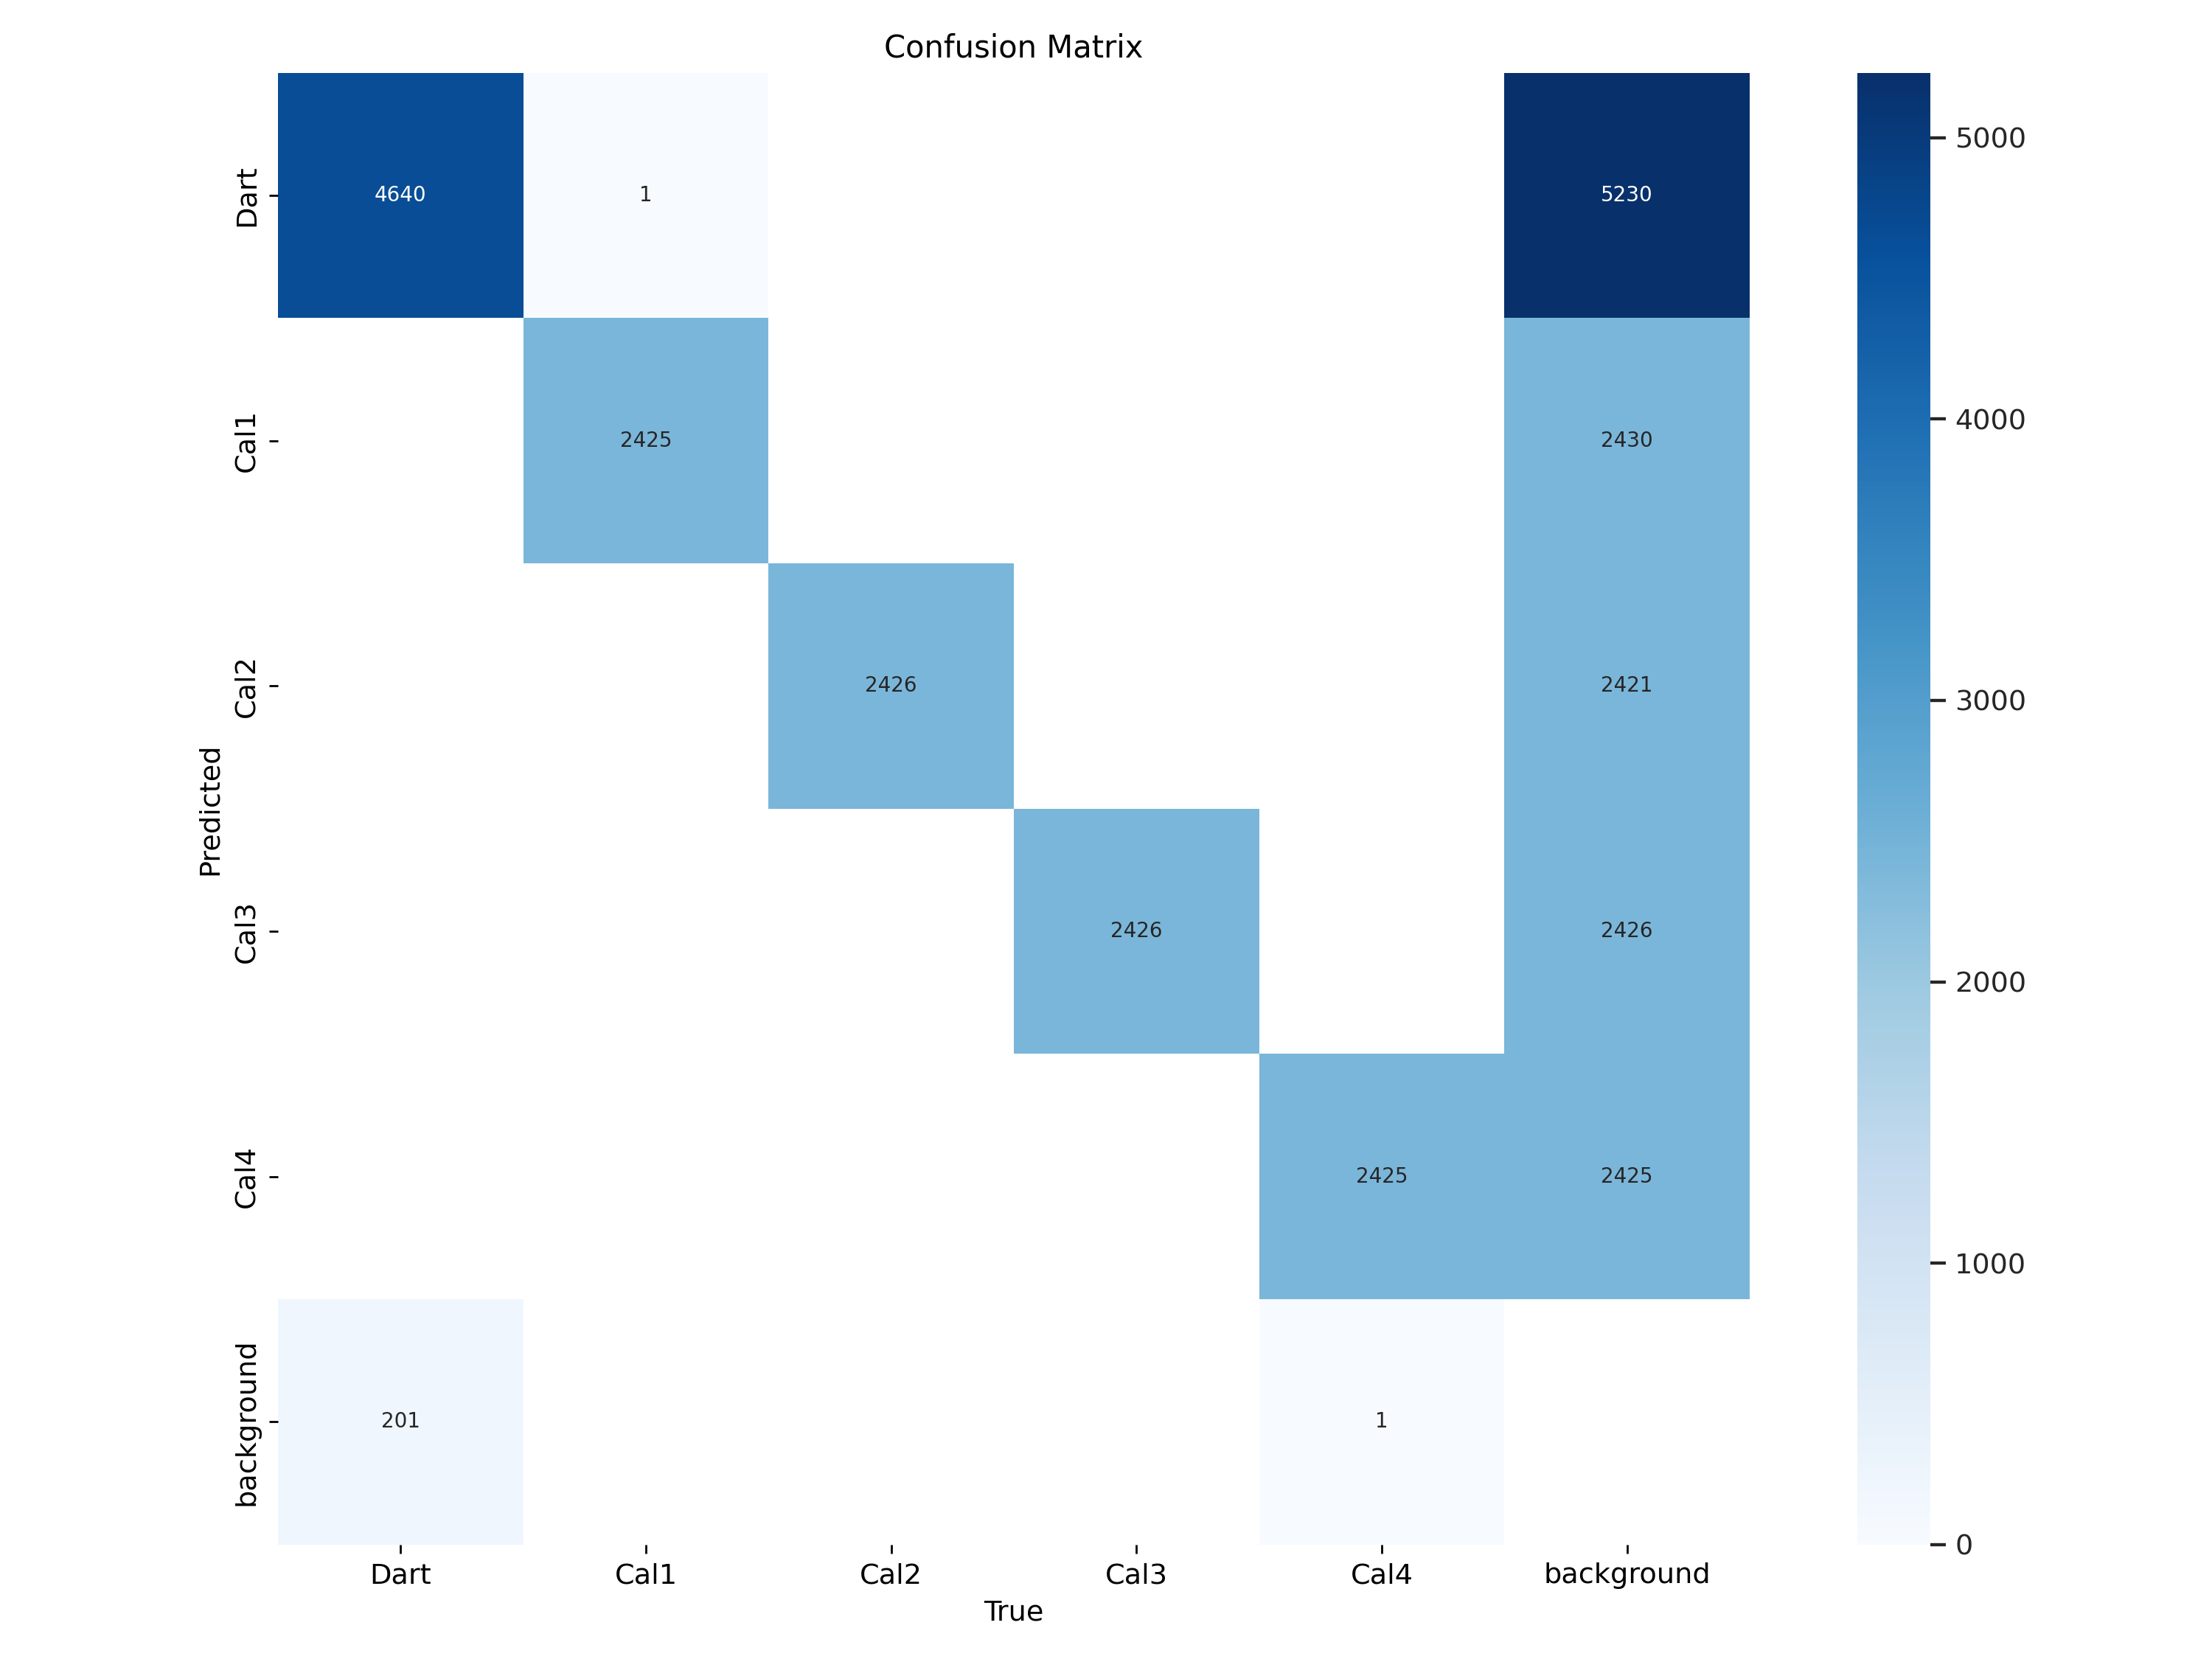 Confusion Matrix
Dart 4640 1 5230
Cal1 2425 2430
Cal2 2426 2421
Cal3 2426 2426
Cal4 2425 2425
background 201 1
Dart Cal1 Cal2 Cal3 Cal4 background
True
Predicted
5000
4000
3000
2000
1000
0